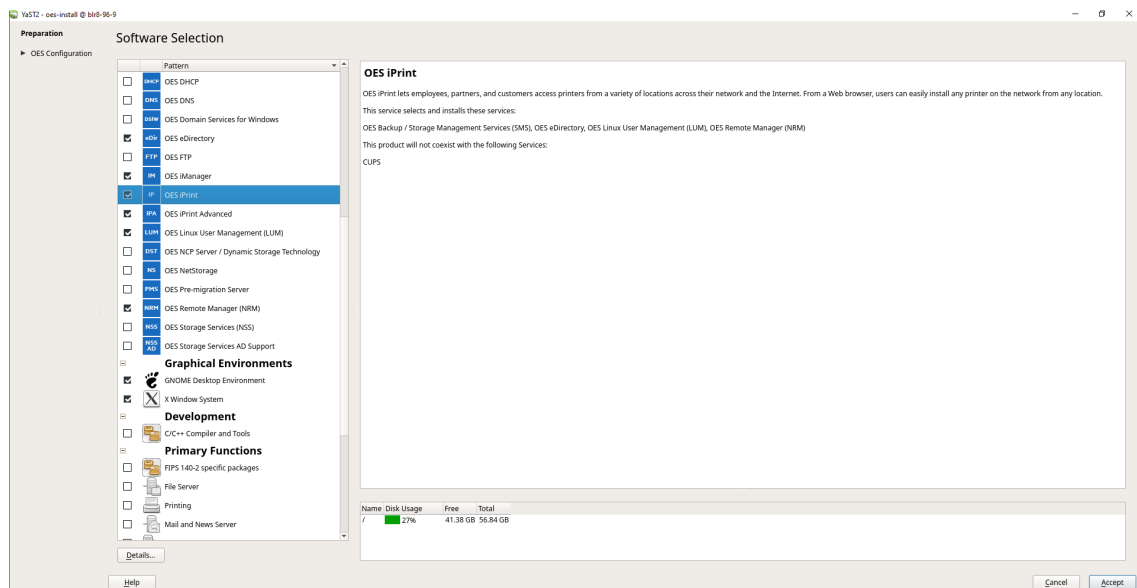 YaST2 - oes-install @ blr8-96-9
Preparation
OES Configuration
Software Selection
Pattern
DHCP OES DHCP
DNS OES DNS
DSfW OES Domain Services for Windows
eDir OES eDirectory
FTP OES FTP
IM OES iManager
IP OES iPrint
IPA OES iPrint Advanced
LUM OES Linux User Management (LUM)
DST OES NCP Server / Dynamic Storage Technology
NS OES NetStorage
PMS OES Pre-migration Server
NRM OES Remote Manager (NRM)
NSS OES Storage Services (NSS)
NSS AD OES Storage Services AD Support
Graphical Environments
GNOME Desktop Environment
X Window System
Development
C/C++ Compiler and Tools
Primary Functions
FIPS 140-2 specific packages
File Server
Printing
Mail and News Server
Details...
OES iPrint
OES iPrint lets employees, partners, and customers access printers from a variety of locations across their network and the Internet. From a Web browser, users can easily install any printer on the network from any location.
This service selects and installs these services:
OES Backup / Storage Management Services (SMS), OES eDirectory, OES Linux User Management (LUM), OES Remote Manager (NRM)
This product will not coexist with the following Services:
CUPS
Name Disk Usage Free Total
/ 27% 41.38 GB 56.84 GB
Help
Cancel
Accept